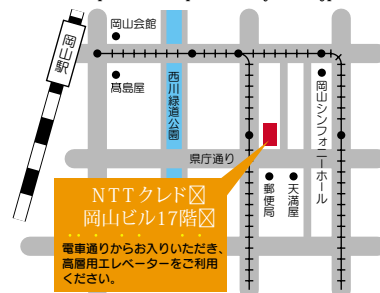 岡山会館
岡山駅
髙島屋
西川緑道公園
岡山シンフォニーホール
県庁通り
郵便局
天満屋
NTTクレド
岡山ビル17階
電車通りからお入りいただき、
高層用エレベーターをご利用
ください。